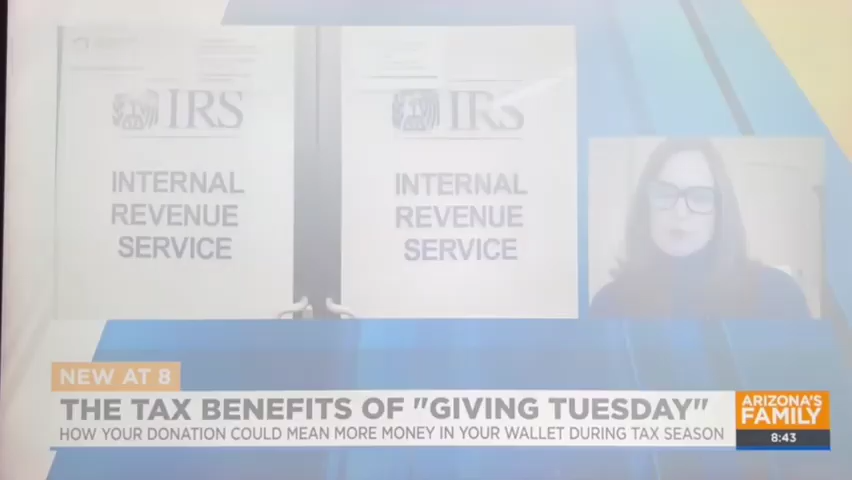 IRS
INTERNAL
REVENUE
SERVICE
IRS
INTERNAL
REVENUE
SERVICE
NEW AT 8
THE TAX BENEFITS OF "GIVING TUESDAY"
HOW YOUR DONATION COULD MEAN MORE MONEY IN YOUR WALLET DURING TAX SEASON
ARIZONA'S
FAMILY
8:43